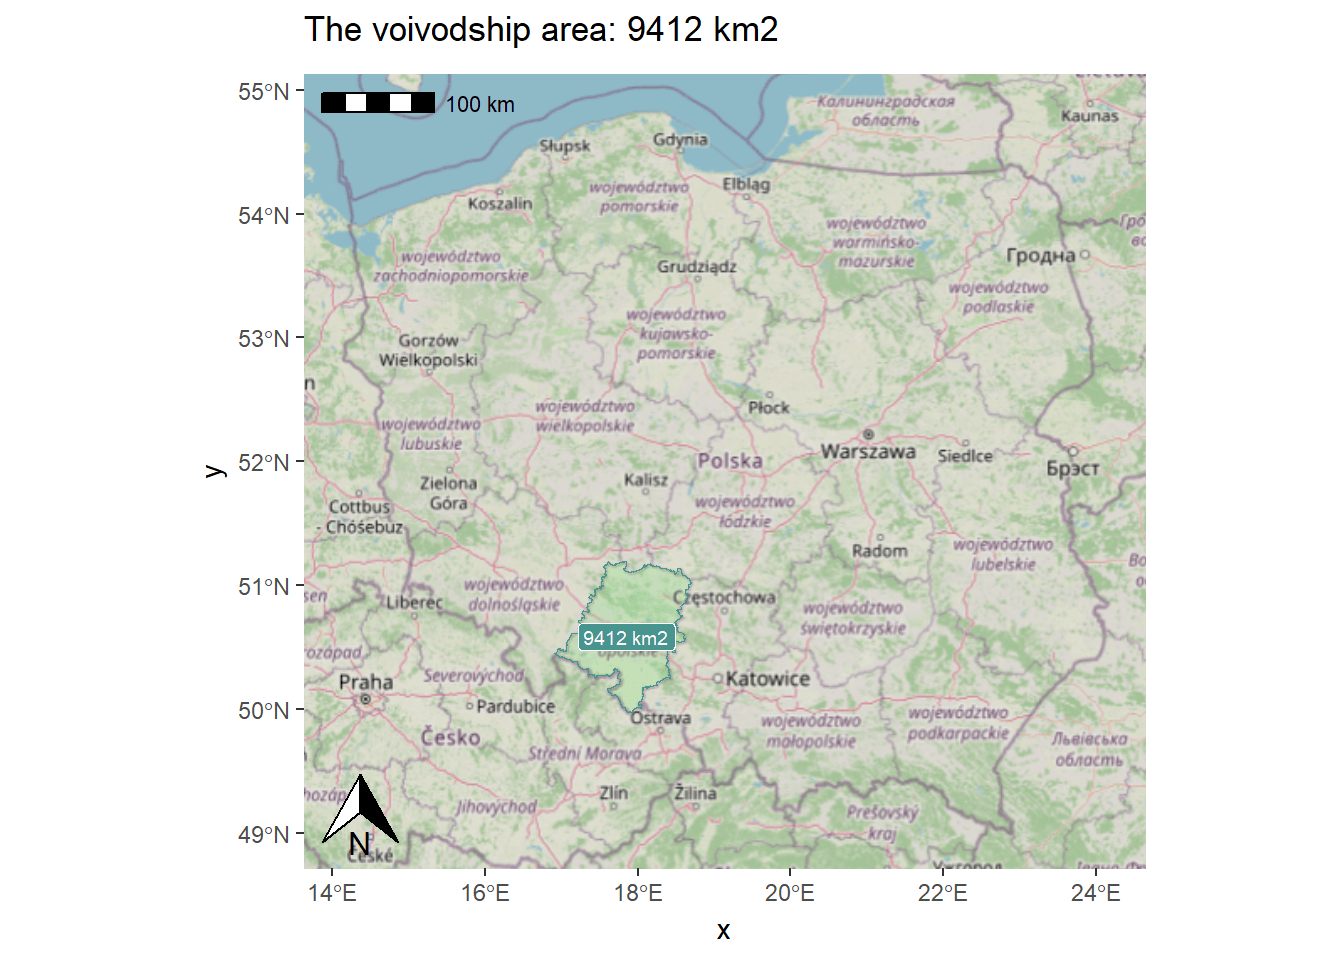 The voivodship area: 9412 km2
55°N
54°N
53°N
52°N
51°N
50°N
49°N
y
100 km
Калининградская
область
Kaunas
Słupsk
Gdynia
Elbląg
Koszalin
województwo
pomorskie
województwo
warmińsko-
mazurskie
Гродна
województwo
zachodniopomorskie
Grudziądz
województwo
podlaskie
województwo
kujawsko-
pomorskie
Gorzów
Wielkopolski
Płock
województwo
wielkopolskie
województwo
lubuskie
Warszawa
Siedlce
Polska
Брэст
Zielona
Góra
Kalisz
województwo
łódzkie
Cottbus
- Chóśebuz
Radom
województwo
lubelskie
województwo
dolnośląskie
Liberec
Częstochowa
województwo
świętokrzyskie
9412 km2
opolskie
Severovýchod
Praha
Katowice
Pardubice
Ostrava
województwo
małopolskie
województwo
podkarpackie
Česko
Střední Morava
Львівська
область
Zlín
Žilina
Jihovýchod
Prešovský
kraj
N
České
14°E
16°E
18°E
20°E
22°E
24°E
x